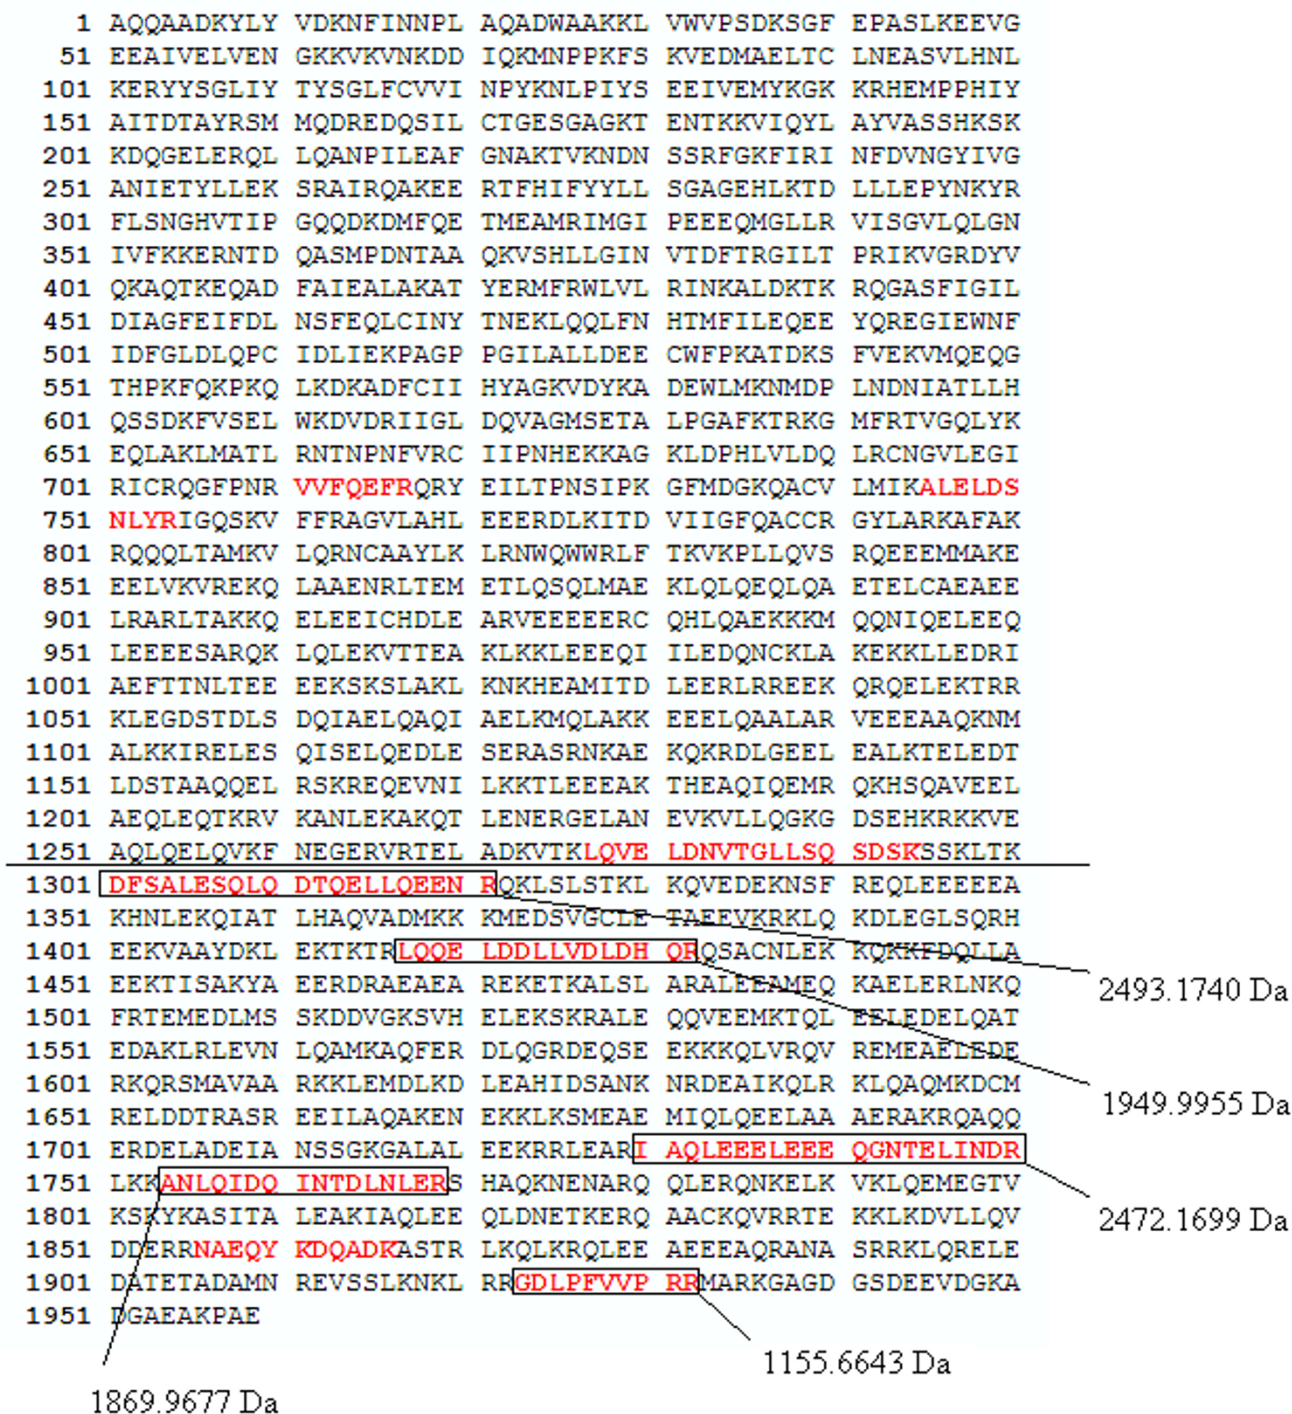 1 AQQAADKYLY VDKNFINNPL AQADWAAKKL VWVPSDKSGF EPASLKEEVG
51 EEAIVELVEN GKKVKVNKDD IQKMNPPKFS KVEDMAELTC LNEASVLHNL
101 KERYYSGLIY TYSGLFCVVI NPYKNLPIYS EEIVEMYKGK KRHEMPPHIY
151 AITDTAYRSM MQDREDQSIL CTGESGAGKT ENTKKVIQYL AYVASSHKSK
201 KDQGELERQL LQANPILEAF GNAKTVKNDN SSRFGKFIRI NFDVNGYIVG
251 ANIETYLLEK SRAIRQAKEE RTFHIFYYLL SGAGEHLKTD LLLEPYNKYR
301 FLSNGHVTIP GQQDKDMFQE TMEAMRIMGI PEEEQMGLLR VISGVLQLGN
351 IVFKKERNTD QASMPDNTAA QKVSHLLGIN VTDFTRGILT PRIKVGRDYV
401 QKAQTKEQAD FAIEALAKAT YERMFRWLVL RINKALDKTK RQGASFIGIL
451 DIAGFEIFDL NSFEQLCINY TNEKLQQLFN HTMFILEQEE YQREGIEWNF
501 IDFGLDLQPC IDLIEKPAGP PGILALLDEE CWFPKATDKS FVEKVMQEQG
551 THPKFQKPKQ LKDKADFCII HYAGKVDYKA DEWLMKNMDP LNDNIATLLH
601 QSSDKFVSEL WKDVDRIIGL DQVAGMSETA LPGAFKTRKG MFRTVGQLYK
651 EQLAKLMATL RNTNPNFVRC IIPNHEKKAG KLDPHLVLDQ LRCNGVLEGI
701 RICRQGFPNR VVFQEFRQRY EILTPNSIPK GFMDGKQACV LMIKALELDS
751 NLYRIGQSKV FFRAGVLAHL EEERDLKITD VIIGFQACCR GYLARKAFAK
801 RQQQLTAMKV LQRNCAAYLK LRNWQWWRLF TKVKPLLQVS RQEEEMMAKE
851 EELVKVREKQ LAAENRLTEM ETLQSQLMAE KLQLQEQLQA ETELCAEAEE
901 LRARLTAKKQ ELEEICHDLE ARVEEEEERC QHLQAEKKKM QQNIQELEEQ
951 LEEEESARQK LQLEKVTTEA KLKKLEEEQI ILEDQNCKLA KEKKLLEDRI
1001 AEFTTNLTEE EEKSKSLAKL KNKHEAMITD LEERLRREEK QRQELEKTRR
1051 KLEGDSTDLS DQIAELQAQI AELKMQLAKK EEELQAALAR VEEEAAQKNM
1101 ALKKIRELES QISELQEDLE SERASRNKAE KQKRDLGEEL EALKTELEDT
1151 LDSTAAQQEL RSKREQEVNI LKKTLEEEAK THEAQIQEMR QKHSQAVEEL
1201 AEQLEQTKRV KANLEKAKQT LENERGELAN EVKVLLQGKG DSEHKRKKVE
1251 AQLQELQVKF NEGERVRTEL ADKVTKLQVE LDNVTGLLSQ SDSKSSKLTK
1301 DFSALESQLQ DTQELLQEEN RQKLSLSTKL KQVEDEKNSF REQLEEEEEA
1351 KHNLEKQIAT LHAQVADMKK KMEDSVGCLE TAEEVKRKLQ KDLEGLSQRH
1401 EEKVAAYDKL EKTKTRLQQE LDDLLVDLDH QRQSACNLEK KQKKFDQLLA
1451 EEKTISAKYA EERDRAEAEA REKETKALSL ARALEEAMEQ KAELERLNKQ
2493.1740 Da
1501 FRTEMEDLMS SKDDVGKSVH ELEKSKRALE QQVEEMKTQL EELEDELQAT
1551 EDAKLRLEVN LQAMKAQFER DLQGRDEQSE EKKKQLVRQV REMEAELEDE
1601 RKQRSMAVAA RKKLEMDLKD LEAHIDSANK NRDEAIKQLR KLQAQMKDCM
1949.9955 Da
1651 RELDDTRASR EEILAQAKEN EKKLKSMEAE MIQLQEELAA AERAKRQAQQ
1701 ERDELADEIA NSSGKGALAL EEKRRLEARI AQLEEELEEE QGNTELINDR
1751 LKKANLQIDQ INTDLNLERS HAQKNENARQ QLERQNKELK VKLQEMEGTV
1801 KSKYKASITA LEAKIAQLEE QLDNETKERQ AACKQVRRTE KKLKDVLLQV
2472.1699 Da
1851 DDERRNAEQY KDQADKASTR LKQLKRQLEE AEEEAQRANA SRRKLQRELE
1901 DATETADAMN REVSSLKNKL RRGDLPFVVP RRMARKGAGD GSDEEVDGKA
1951 DGAEAKPAE
1155.6643 Da
1869.9677 Da